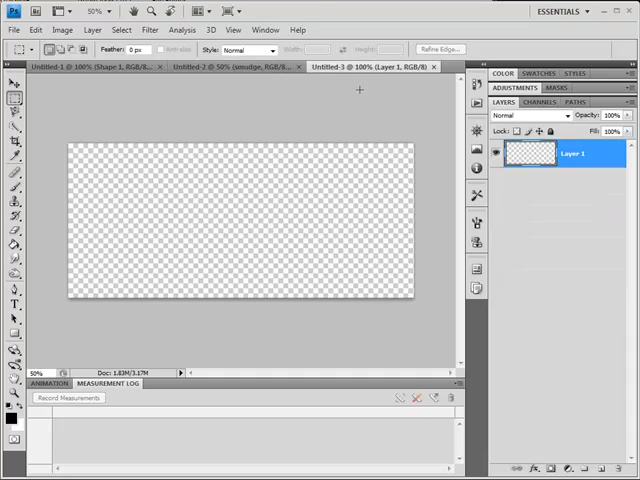 Ps Br 50% ESSENTIALS
File Edit Image Layer Select Filter Analysis 3D View Window Help
Feather: 0 px Anti-alias Style: Normal Width: Height: Refine Edge...
Untitled-1 @ 100% (Shape 1, RGB/8... × Untitled-2 @ 50% (smudge, RGB/8... × Untitled-3 @ 100% (Layer 1, RGB/8) ×
COLOR SWATCHES STYLES
ADJUSTMENTS MASKS
LAYERS CHANNELS PATHS
Normal Opacity: 100%
Lock: Fill: 100%
Layer 1
50% Doc: 1.83M/3.17M
ANIMATION MEASUREMENT LOG
Record Measurements